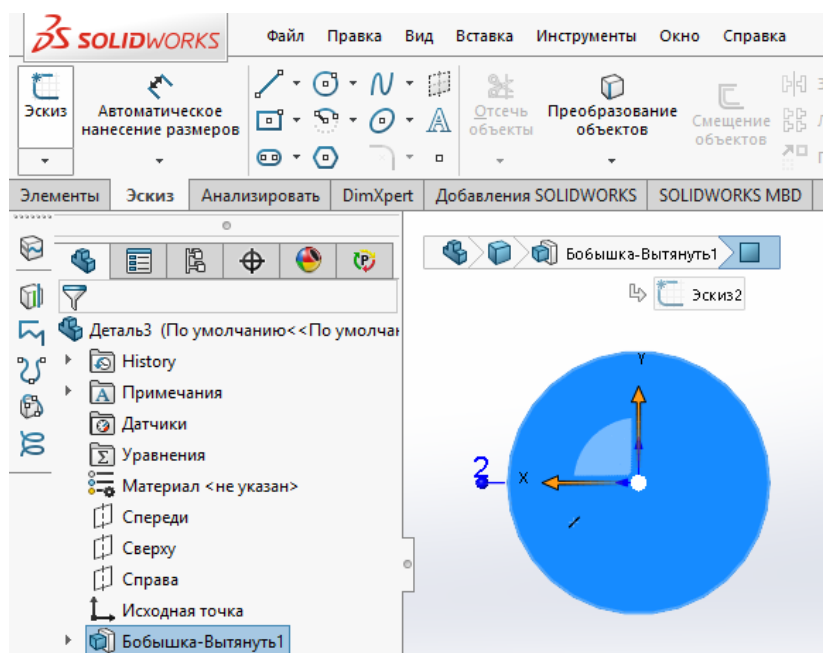 SOLIDWORKS
Файл Правка Вид Вставка Инструменты Окно Справка
Эскиз
Автоматическое
нанесение размеров
Отсечь
объекты
Преобразование
объектов
Смещение
объектов
Элементы Эскиз Анализировать DimXpert Добавления SOLIDWORKS SOLIDWORKS MBD
Бобышка-Вытянуть1
Эскиз2
Деталь3 (По умолчанию<<По умолчан
History
Примечания
Датчики
Уравнения
Материал <не указан>
Спереди
Сверху
Справа
Исходная точка
Бобышка-Вытянуть1
Y
2
X